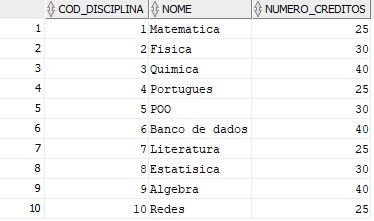 COD_DISCIPLINA NOME NUMERO_CREDITOS
1 1 Matematica 25
2 2 Fisica 30
3 3 Quimica 40
4 4 Portugues 25
5 5 POO 30
6 6 Banco de dados 40
7 7 Literatura 25
8 8 Estatisica 30
9 9 Algebra 40
10 10 Redes 25